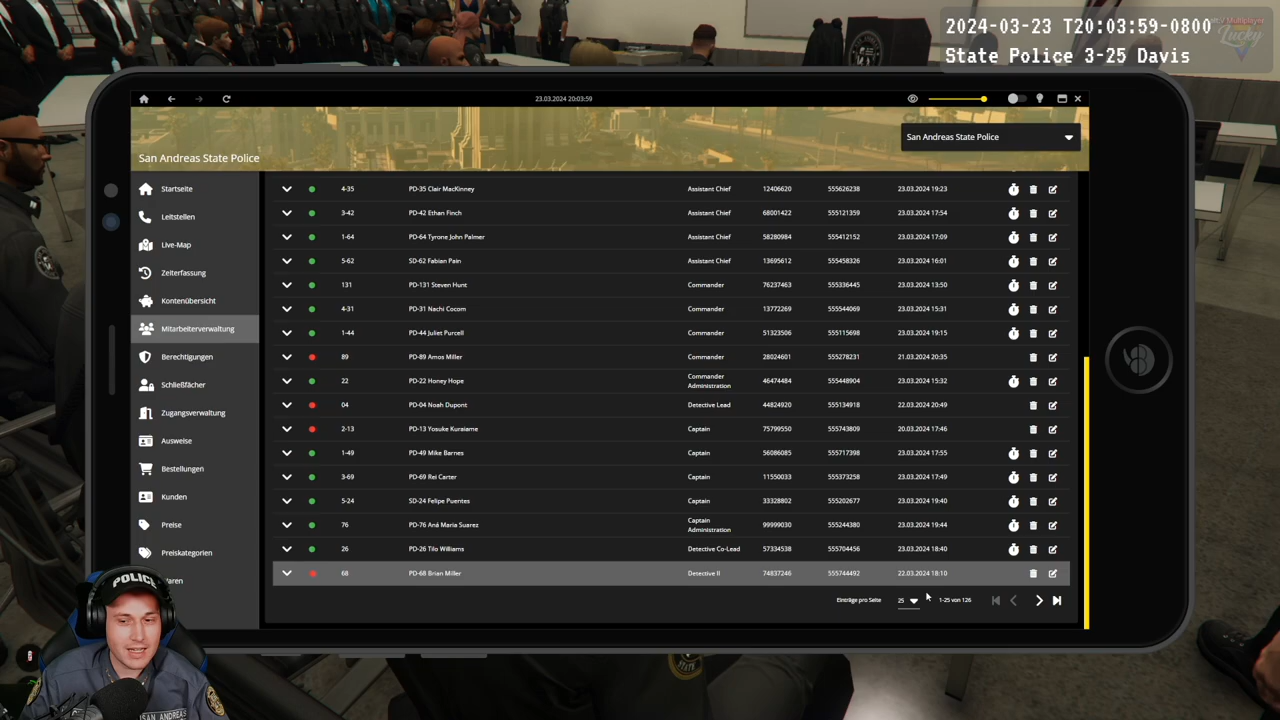 2024-03-23 T20:03:59-0800
State Police 3-25 Davis
Multiplayer
Lucky
23.03.2024 20:03:59
San Andreas State Police
San Andreas State Police
Startseite
Leitstellen
Live-Map
Zeiterfassung
Kontenübersicht
Mitarbeiterverwaltung
Berechtigungen
Schließfächer
Zugangsverwaltung
Ausweise
Bestellungen
Kunden
Preise
Preiskategorien
4-35 PD-35 Clair MacKinney Assistant Chief 12405620 555626238 23.03.2024 19:23
3-42 PD-42 Ethan Finch Assistant Chief 68001422 555121359 23.03.2024 17:54
1-64 PD-64 Tyrone John Palmer Assistant Chief 58280984 555412152 23.03.2024 17:09
5-62 SD-62 Fabian Pain Assistant Chief 13695612 555458326 23.03.2024 16:01
131 PD-131 Steven Hunt Commander 76237463 555336445 23.03.2024 13:50
4-31 PD-31 Nachi Cocom Commander 13772269 555544069 23.03.2024 15:31
1-44 PD-44 Juliet Purcell Commander 51323506 555115698 23.03.2024 19:15
89 PD-89 Amos Miller Commander 28024601 555278231 21.03.2024 20:35
22 PD-22 Honey Hope Commander Administration 46474484 555448904 23.03.2024 15:32
04 PD-04 Noah Dupont Detective Lead 44824920 555134918 22.03.2024 20:49
2-13 PD-13 Yosuke Kuraiame Captain 75799550 555743809 20.03.2024 17:46
1-49 PD-49 Mike Barnes Captain 56086085 555717398 23.03.2024 17:55
3-69 PD-69 Rei Carter Captain 11550033 555373258 23.03.2024 17:49
5-24 SD-24 Felipe Puentes Captain 33328802 555202677 23.03.2024 19:40
76 PD-76 Aná Maria Suarez Captain Administration 99999030 555244380 23.03.2024 19:44
26 PD-26 Tilo Williams Detective Co-Lead 57334538 555704456 23.03.2024 18:40
68 PD-68 Brian Miller Detective II 74837246 555744492 22.03.2024 18:10
Einträge pro Seite 25 1-25 von 126
POLICE
SAN ANDREAS